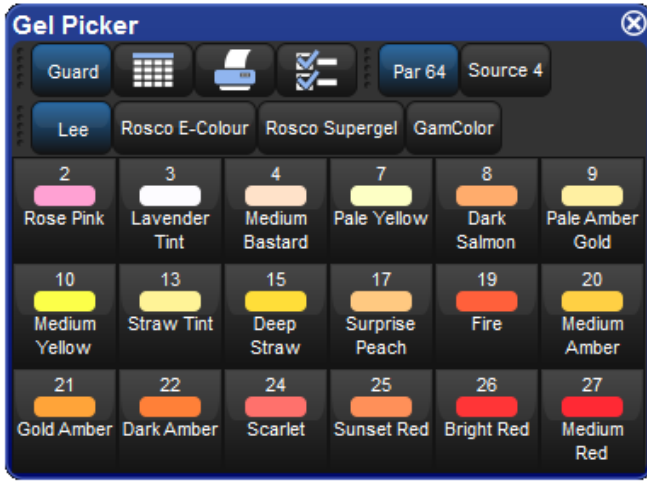 Gel Picker
Guard
Par 64
Source 4
Lee
Rosco E-Colour
Rosco Supergel
GamColor
2
Rose Pink
3
Lavender
Tint
4
Medium
Bastard
7
Pale Yellow
8
Dark
Salmon
9
Pale Amber
Gold
10
Medium
Yellow
13
Straw Tint
15
Deep
Straw
17
Surprise
Peach
19
Fire
20
Medium
Amber
21
Gold Amber
22
Dark Amber
24
Scarlet
25
Sunset Red
26
Bright Red
27
Medium
Red